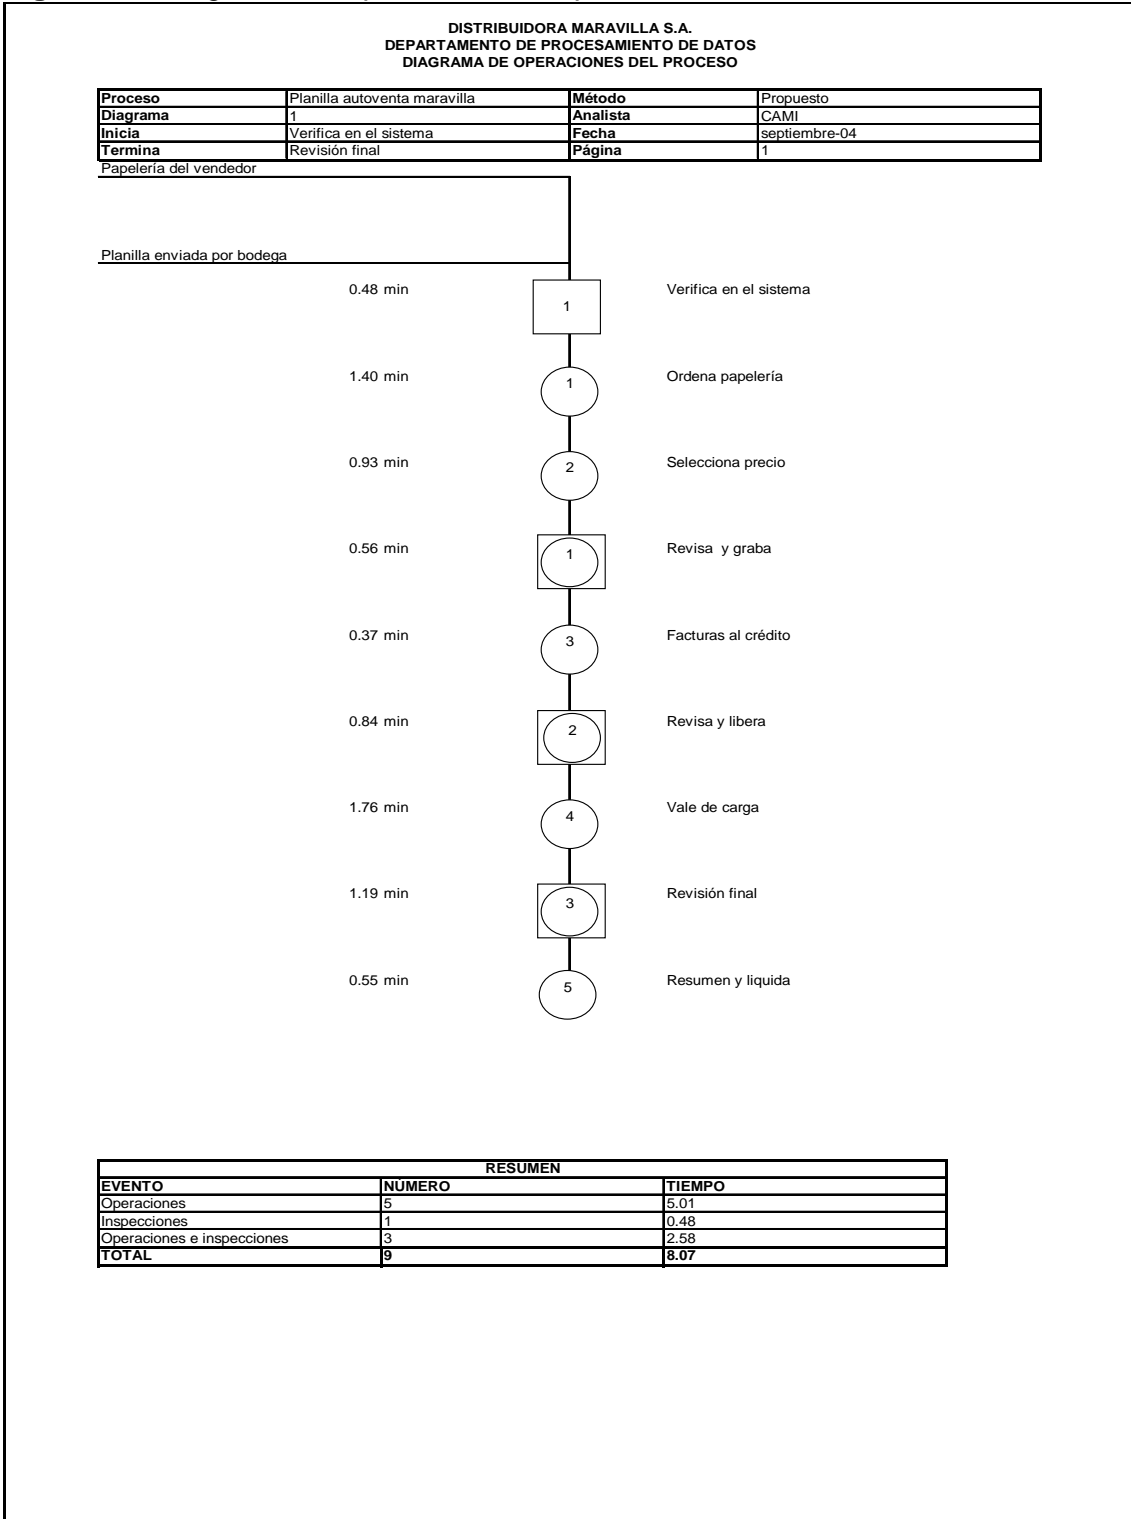 DISTRIBUIDORA MARAVILLA S.A.
DEPARTAMENTO DE PROCESAMIENTO DE DATOS
DIAGRAMA DE OPERACIONES DEL PROCESO
Proceso Planilla autoventa maravilla Método Propuesto
Diagrama 1 Analista CAMI
Inicia Verifica en el sistema Fecha septiembre-04
Termina Revisión final Página 1
Papelería del vendedor
Planilla enviada por bodega
0.48 min 1 Verifica en el sistema
1.40 min 1 Ordena papelería
0.93 min 2 Selecciona precio
0.56 min 1 Revisa y graba
0.37 min 3 Facturas al crédito
0.84 min 2 Revisa y libera
1.76 min 4 Vale de carga
1.19 min 3 Revisión final
0.55 min 5 Resumen y liquida
RESUMEN
EVENTO NÚMERO TIEMPO
Operaciones 5 5.01
Inspecciones 1 0.48
Operaciones e inspecciones 3 2.58
TOTAL 9 8.07